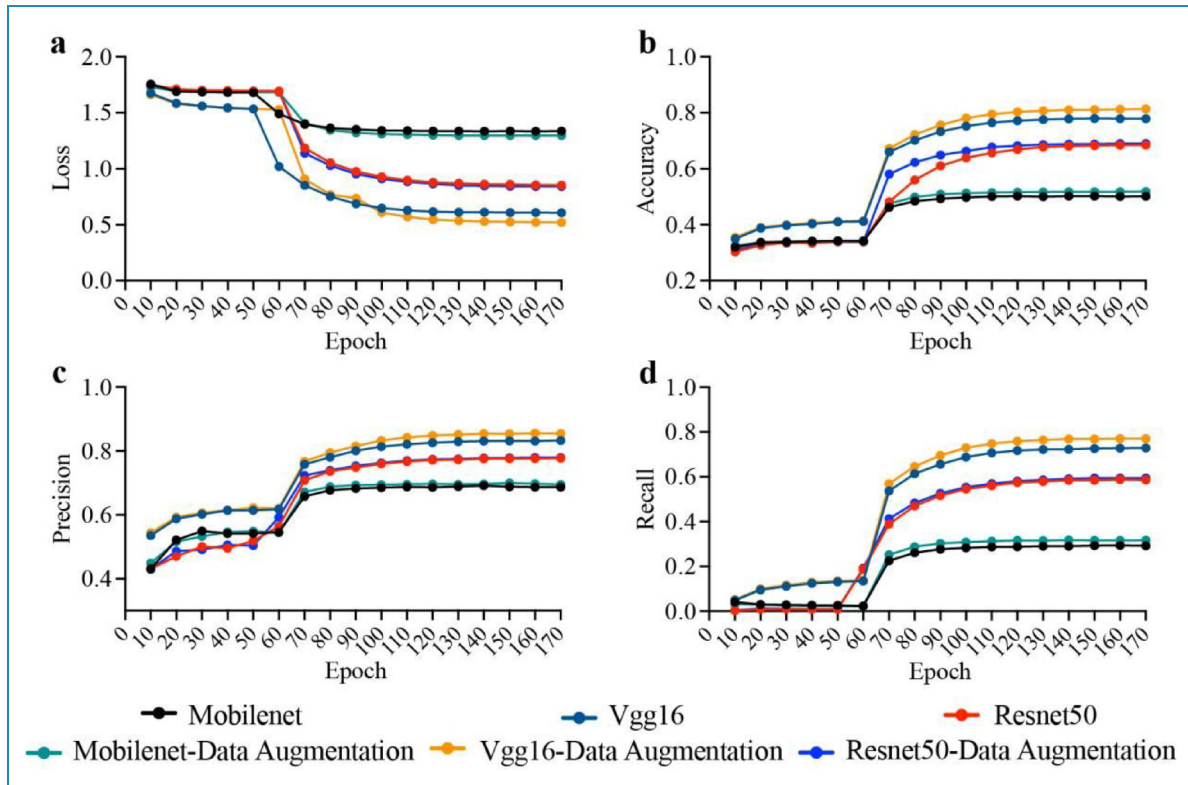 a
2.0
1.5
1.0
0.5
0.0
Loss
0 10 20 30 40 50 60 70 80 90 100 110 120 130 140 150 160 170
Epoch
b
1.0
0.8
0.6
0.4
0.2
Accuracy
0 10 20 30 40 50 60 70 80 90 100 110 120 130 140 150 160 170
Epoch
c
1.0
0.8
0.6
0.4
Precision
0 10 20 30 40 50 60 70 80 90 100 110 120 130 140 150 160 170
Epoch
d
1.0
0.8
0.6
0.4
0.2
0.0
Recall
0 10 20 30 40 50 60 70 80 90 100 110 120 130 140 150 160 170
Epoch
Mobilenet Vgg16 Resnet50
Mobilenet-Data Augmentation Vgg16-Data Augmentation Resnet50-Data Augmentation